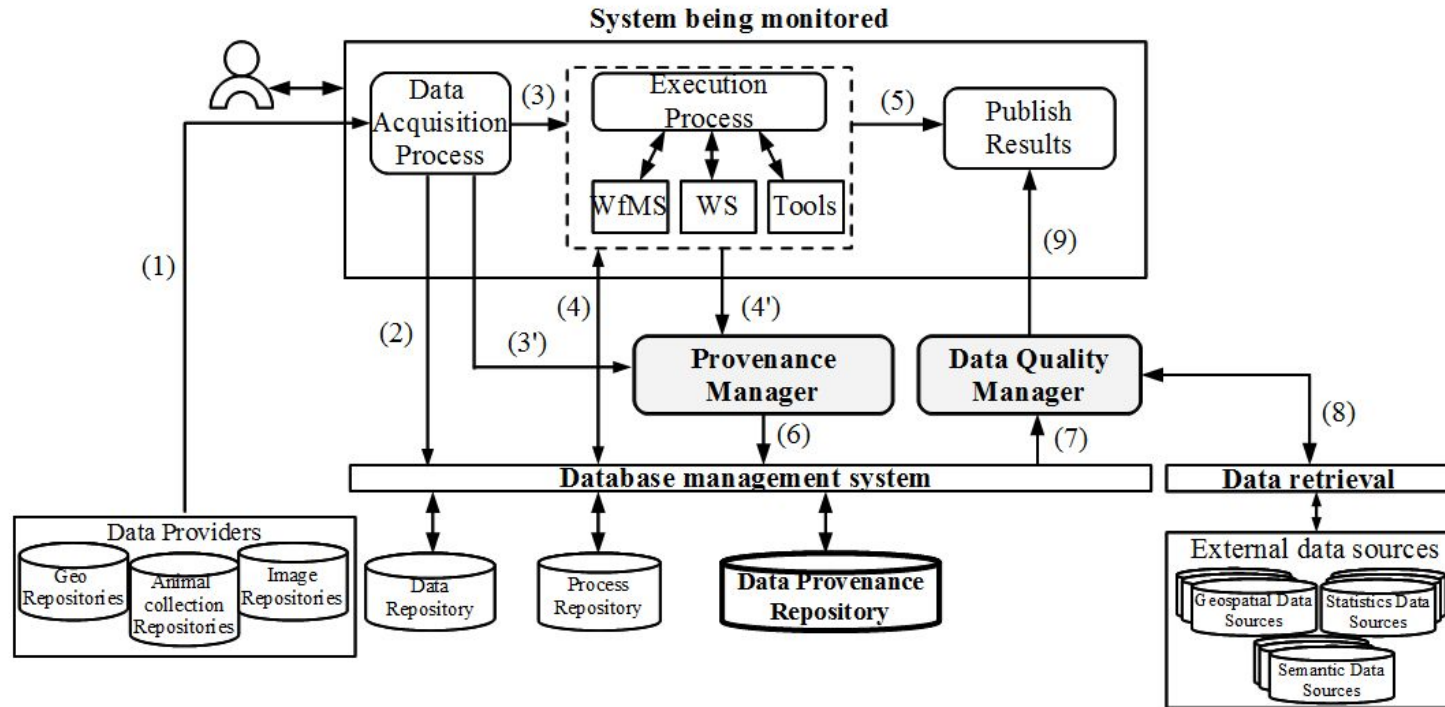 System being monitored
Data
Acquisition
Process
(3)
Execution
Process
WfMS
WS
Tools
(5)
Publish
Results
(1)
(2)
(3')
(4)
(4')
(9)
Provenance
Manager
Data Quality
Manager
(6)
(7)
(8)
Database management system
Data retrieval
Data Providers
Geo
Repositories
Animal
collection
Repositories
Image
Repositories
Data
Repository
Process
Repository
Data Provenance
Repository
External data sources
Geospatial Data
Sources
Statistics Data
Sources
Semantic Data
Sources